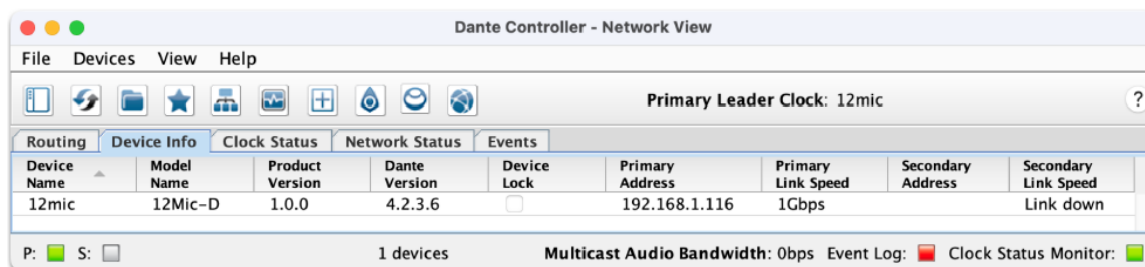 Dante Controller - Network View
File Devices View Help
Primary Leader Clock: 12mic
?
Routing Device Info Clock Status Network Status Events
Device Name Model Name Product Version Dante Version Device Lock Primary Address Primary Link Speed Secondary Address Secondary Link Speed
12mic 12Mic-D 1.0.0 4.2.3.6 192.168.1.116 1Gbps Link down
P: S: 1 devices Multicast Audio Bandwidth: 0bps Event Log: Clock Status Monitor: